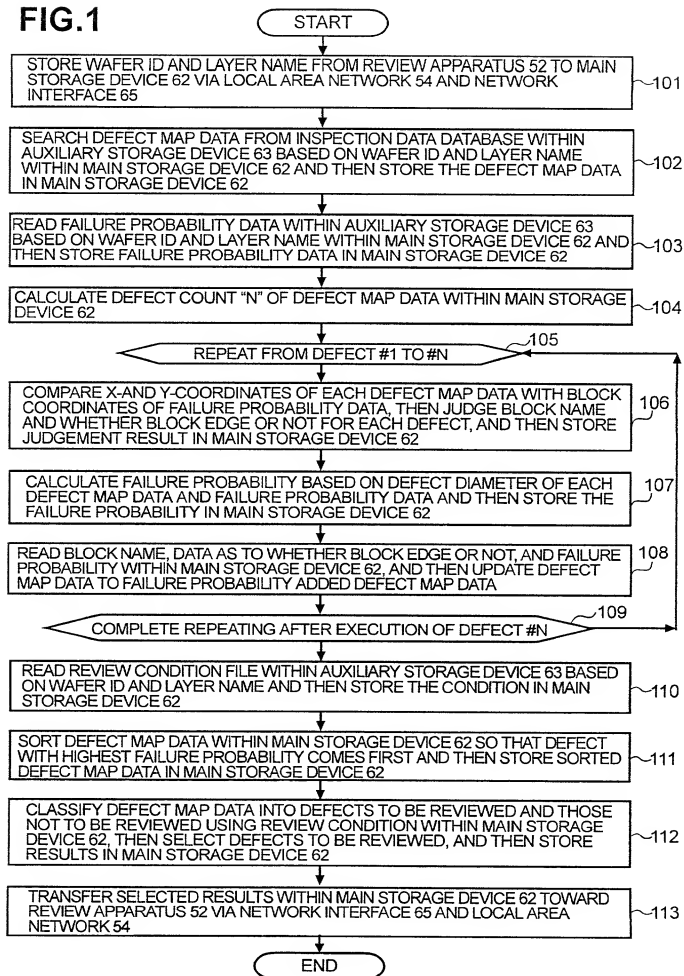 FIG.1
START
STORE WAFER ID AND LAYER NAME FROM REVIEW APPARATUS 52 TO MAIN
STORAGE DEVICE 62 VIA LOCAL AREA NETWORK 54 AND NETWORK
INTERFACE 65
101
SEARCH DEFECT MAP DATA FROM INSPECTION DATA DATABASE WITHIN
AUXILIARY STORAGE DEVICE 63 BASED ON WAFER ID AND LAYER NAME
WITHIN MAIN STORAGE DEVICE 62 AND THEN STORE THE DEFECT MAP DATA
IN MAIN STORAGE DEVICE 62
102
READ FAILURE PROBABILITY DATA WITHIN AUXILIARY STORAGE DEVICE 63
BASED ON WAFER ID AND LAYER NAME WITHIN MAIN STORAGE DEVICE 62 AND
THEN STORE FAILURE PROBABILITY DATA IN MAIN STORAGE DEVICE 62
103
CALCULATE DEFECT COUNT "N" OF DEFECT MAP DATA WITHIN MAIN STORAGE
DEVICE 62
104
105
REPEAT FROM DEFECT #1 TO #N
COMPARE X-AND Y-COORDINATES OF EACH DEFECT MAP DATA WITH BLOCK
COORDINATES OF FAILURE PROBABILITY DATA, THEN JUDGE BLOCK NAME
AND WHETHER BLOCK EDGE OR NOT FOR EACH DEFECT, AND THEN STORE
JUDGEMENT RESULT IN MAIN STORAGE DEVICE 62
106
CALCULATE FAILURE PROBABILITY BASED ON DEFECT DIAMETER OF EACH
DEFECT MAP DATA AND FAILURE PROBABILITY DATA AND THEN STORE THE
FAILURE PROBABILITY IN MAIN STORAGE DEVICE 62
107
READ BLOCK NAME, DATA AS TO WHETHER BLOCK EDGE OR NOT, AND FAILURE
PROBABILITY WITHIN MAIN STORAGE DEVICE 62, AND THEN UPDATE DEFECT
MAP DATA TO FAILURE PROBABILITY ADDED DEFECT MAP DATA
108
109
COMPLETE REPEATING AFTER EXECUTION OF DEFECT #N
READ REVIEW CONDITION FILE WITHIN AUXILIARY STORAGE DEVICE 63 BASED
ON WAFER ID AND LAYER NAME AND THEN STORE THE CONDITION IN MAIN
STORAGE DEVICE 62
110
SORT DEFECT MAP DATA WITHIN MAIN STORAGE DEVICE 62 SO THAT DEFECT
WITH HIGHEST FAILURE PROBABILITY COMES FIRST AND THEN STORE SORTED
DEFECT MAP DATA IN MAIN STORAGE DEVICE 62
111
CLASSIFY DEFECT MAP DATA INTO DEFECTS TO BE REVIEWED AND THOSE
NOT TO BE REVIEWED USING REVIEW CONDITION WITHIN MAIN STORAGE
DEVICE 62, THEN SELECT DEFECTS TO BE REVIEWED, AND THEN STORE
RESULTS IN MAIN STORAGE DEVICE 62
112
TRANSFER SELECTED RESULTS WITHIN MAIN STORAGE DEVICE 62 TOWARD
REVIEW APPARATUS 52 VIA NETWORK INTERFACE 65 AND LOCAL AREA
NETWORK 54
113
END